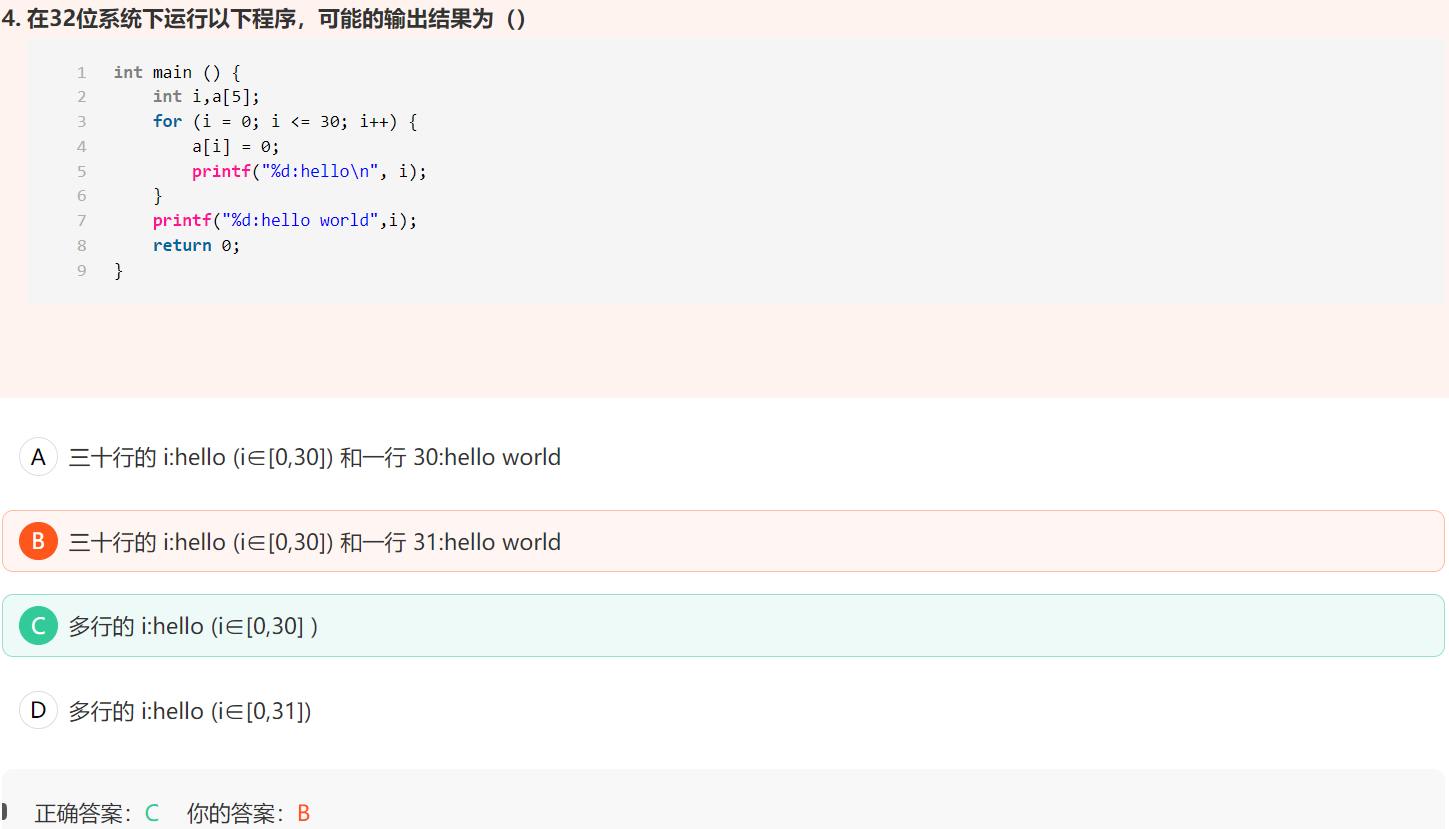 4. 在32位系统下运行以下程序，可能的输出结果为（）
1 int main () {
2 int i,a[5];
3 for (i = 0; i <= 30; i++) {
4 a[i] = 0;
5 printf("%d:hello\n", i);
6 }
7 printf("%d:hello world",i);
8 return 0;
9 }
A 三十行的 i:hello (i∈[0,30]) 和一行 30:hello world
B 三十行的 i:hello (i∈[0,30]) 和一行 31:hello world
C 多行的 i:hello (i∈[0,30] )
D 多行的 i:hello (i∈[0,31])
正确答案：C 你的答案：B